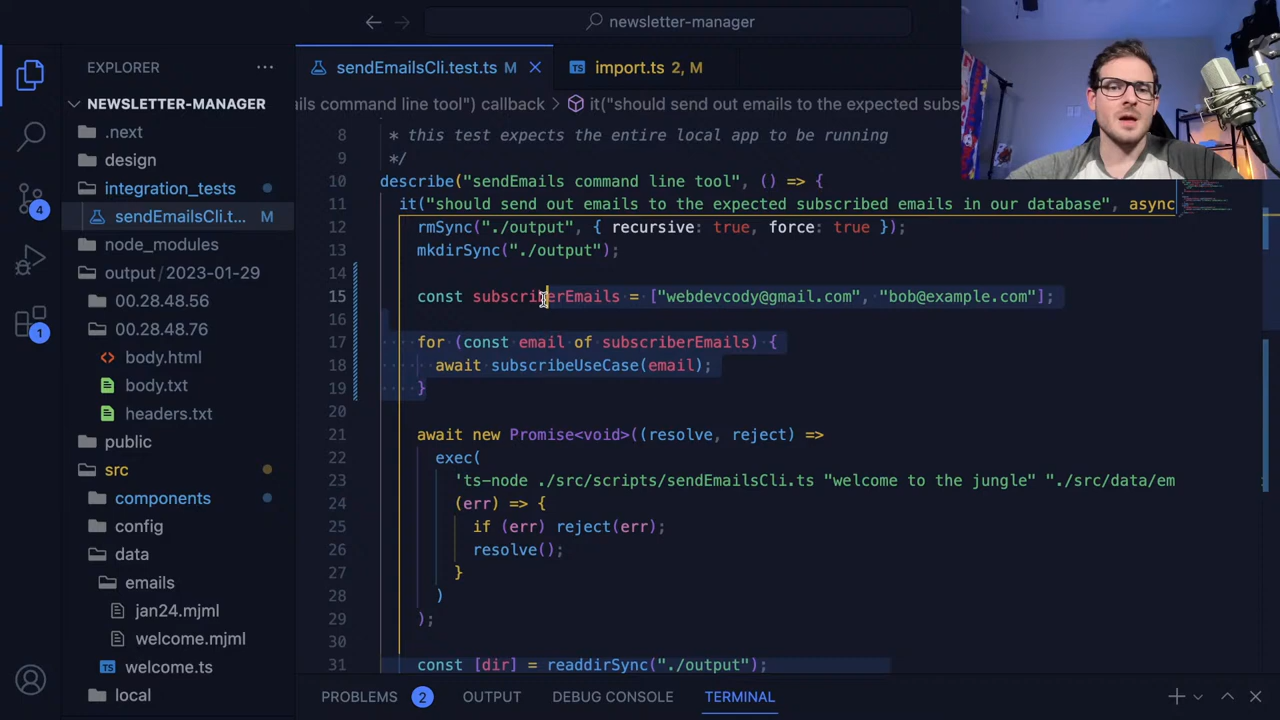 newsletter-manager
EXPLORER
sendEmailsCli.test.ts M
TS import.ts 2, M
NEWSLETTER-MANAGER
.next
design
integration_tests
sendEmailsCli.t... M
node_modules
output / 2023-01-29
00.28.48.56
00.28.48.76
body.html
body.txt
headers.txt
public
src
components
config
data
emails
jan24.mjml
welcome.mjml
TS welcome.ts
local
4
1
ails command line tool") callback > it("should send out emails to the expected subs
8 * this test expects the entire local app to be running
9 */
10 describe("sendEmails command line tool", () => {
11 it("should send out emails to the expected subscribed emails in our database", async
12 rmSync("./output", { recursive: true, force: true });
13 mkdirSync("./output");
14
15 const subscriberEmails = ["webdevcody@gmail.com", "bob@example.com"];
16
17 for (const email of subscriberEmails) {
18 await subscribeUseCase(email);
19 }
20
21 await new Promise<void>((resolve, reject) =>
22 exec(
23 'ts-node ./src/scripts/sendEmailsCli.ts "welcome to the jungle" "./src/data/em
24 (err) => {
25 if (err) reject(err);
26 resolve();
27 }
28 )
29 );
30
31 const [dir] = readdirSync("./output");
PROBLEMS 2 OUTPUT DEBUG CONSOLE TERMINAL